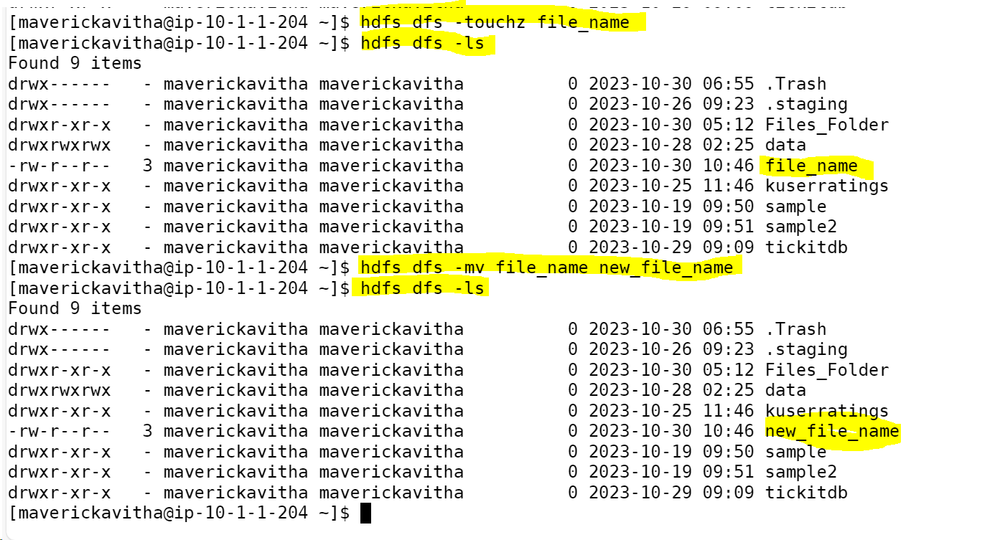 [maverickavitha@ip-10-1-1-204 ~]$ hdfs dfs -touchz file_name
[maverickavitha@ip-10-1-1-204 ~]$ hdfs dfs -ls
Found 9 items
drwx------   - maverickavitha maverickavitha          0 2023-10-30 06:55 .Trash
drwx------   - maverickavitha maverickavitha          0 2023-10-26 09:23 .staging
drwxr-xr-x   - maverickavitha maverickavitha          0 2023-10-30 05:12 Files_Folder
drwxrwxrwx   - maverickavitha maverickavitha          0 2023-10-28 02:25 data
-rw-r--r--   3 maverickavitha maverickavitha          0 2023-10-30 10:46 file_name
drwxr-xr-x   - maverickavitha maverickavitha          0 2023-10-25 11:46 kuserratings
drwxr-xr-x   - maverickavitha maverickavitha          0 2023-10-19 09:50 sample
drwxr-xr-x   - maverickavitha maverickavitha          0 2023-10-19 09:51 sample2
drwxr-xr-x   - maverickavitha maverickavitha          0 2023-10-29 09:09 tickitdb
[maverickavitha@ip-10-1-1-204 ~]$ hdfs dfs -mv file_name new_file_name
[maverickavitha@ip-10-1-1-204 ~]$ hdfs dfs -ls
Found 9 items
drwx------   - maverickavitha maverickavitha          0 2023-10-30 06:55 .Trash
drwx------   - maverickavitha maverickavitha          0 2023-10-26 09:23 .staging
drwxr-xr-x   - maverickavitha maverickavitha          0 2023-10-30 05:12 Files_Folder
drwxrwxrwx   - maverickavitha maverickavitha          0 2023-10-28 02:25 data
drwxr-xr-x   - maverickavitha maverickavitha          0 2023-10-25 11:46 kuserratings
-rw-r--r--   3 maverickavitha maverickavitha          0 2023-10-30 10:46 new_file_name
drwxr-xr-x   - maverickavitha maverickavitha          0 2023-10-19 09:50 sample
drwxr-xr-x   - maverickavitha maverickavitha          0 2023-10-19 09:51 sample2
drwxr-xr-x   - maverickavitha maverickavitha          0 2023-10-29 09:09 tickitdb
[maverickavitha@ip-10-1-1-204 ~]$